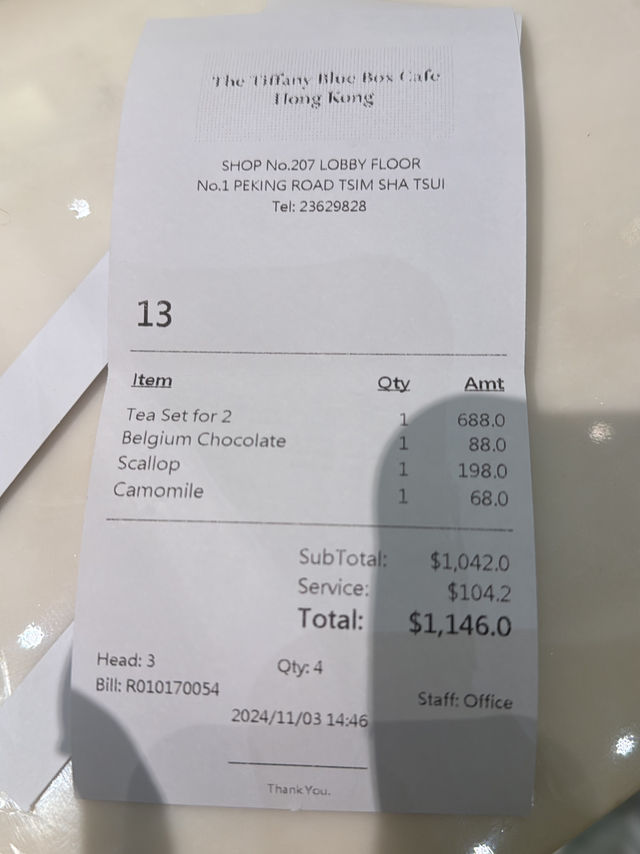 The Tiffany Blue Box Cafe
Hong Kong
SHOP No.207 LOBBY FLOOR
No.1 PEKING ROAD TSIM SHA TSUI
Tel: 23629828
13
Item Qty Amt
Tea Set for 2 1 688.0
Belgium Chocolate 1 88.0
Scallop 1 198.0
Camomile 1 68.0
SubTotal: $1,042.0
Service: $104.2
Total: $1,146.0
Head: 3 Qty: 4
Bill: R010170054 Staff: Office
2024/11/03 14:46
Thank You.